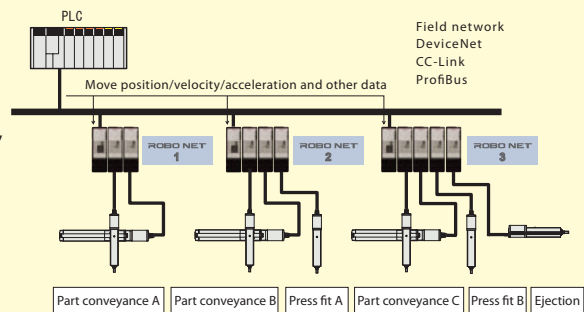 PLC
Field network
DeviceNet
CC-Link
ProfiBus
Move position/velocity/acceleration and other data
ROBO NET
1
ROBO NET
2
ROBO NET
3
Part conveyance A
Part conveyance B
Press fit A
Part conveyance C
Press fit B
Ejection